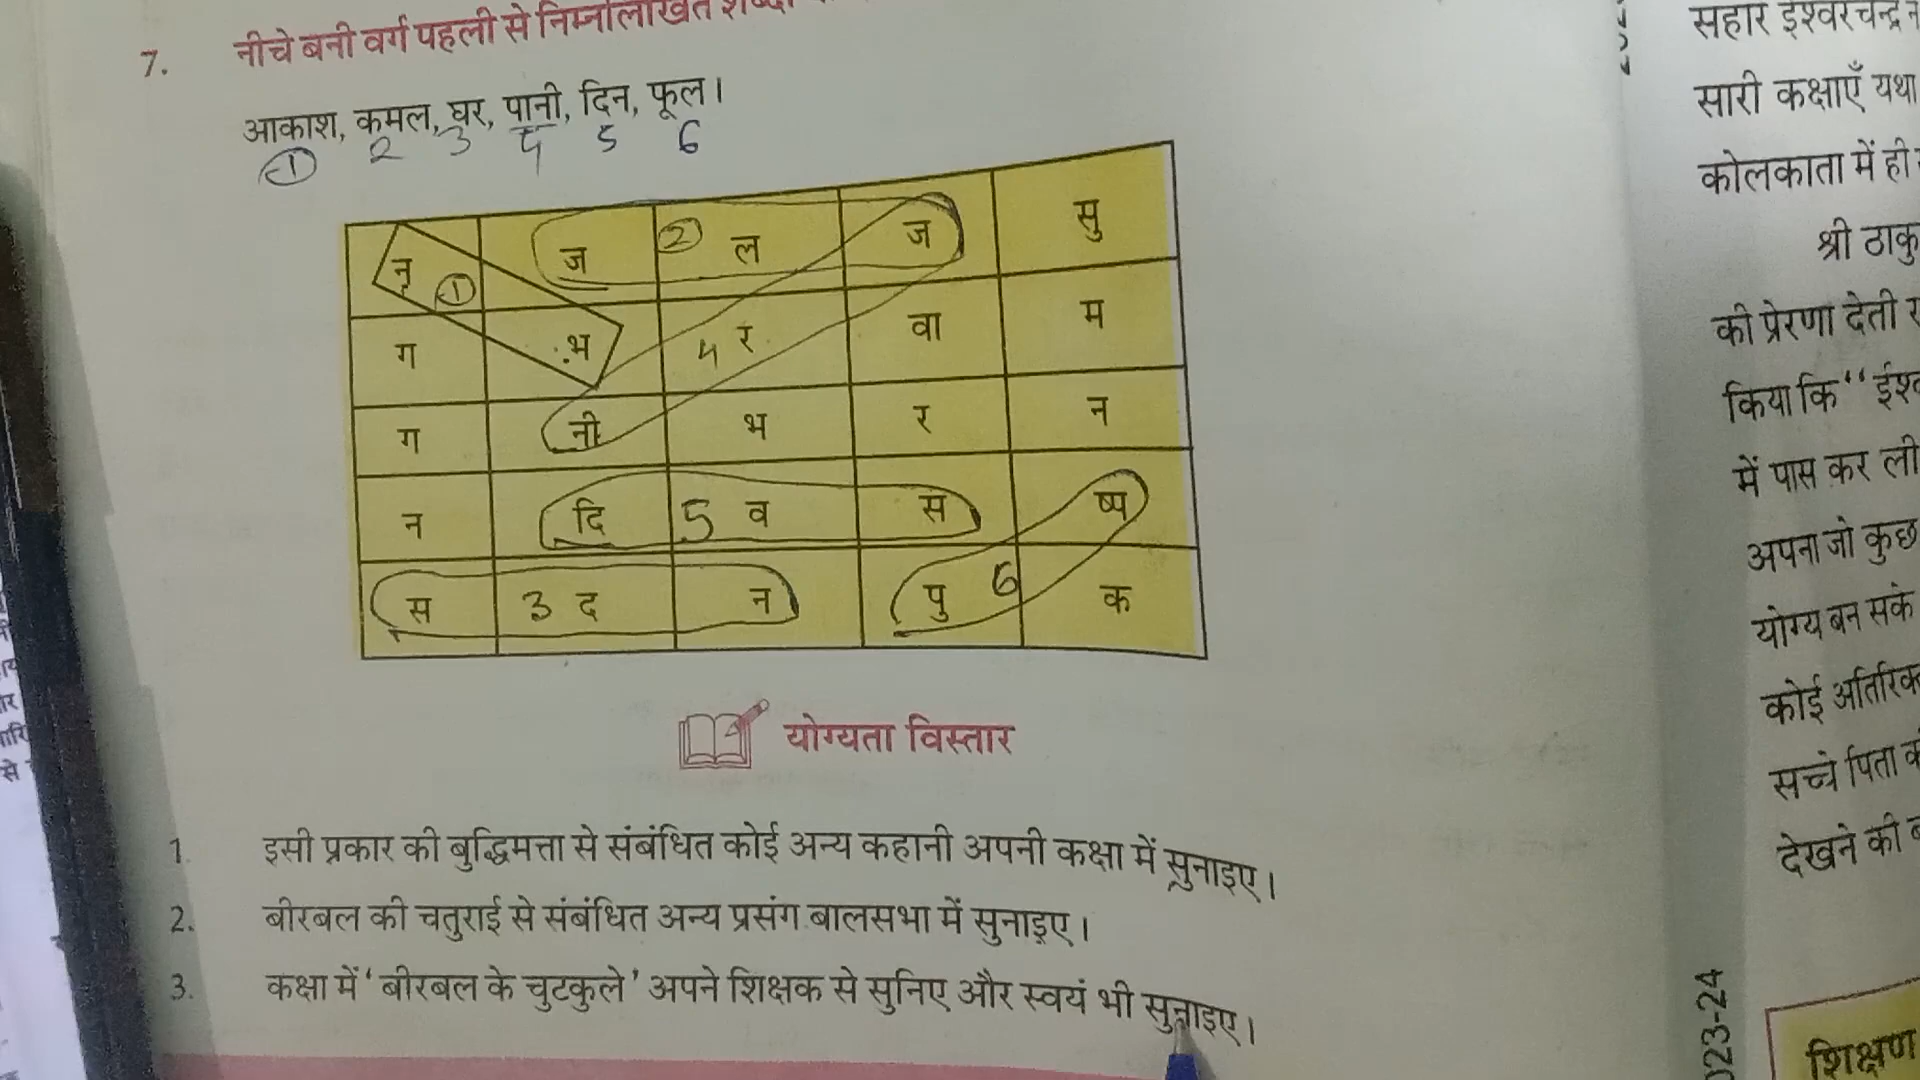 7. नीचे बनी वर्ग पहली से निम्नलिखित
आकाश, कमल, घर, पानी, दिन, फूल।
1 2 3 4 5 6
न 1 ज 2 ल ज सु
ग भ 4 र वा म
ग नी भ र न
न दि 5 व स ष्प
स 3 द न पु 6 क
योग्यता विस्तार
1. इसी प्रकार की बुद्धिमत्ता से संबंधित कोई अन्य कहानी अपनी कक्षा में सुनाइए।
2. बीरबल की चतुराई से संबंधित अन्य प्रसंग बालसभा में सुनाइए।
3. कक्षा में ‘बीरबल के चुटकुले’ अपने शिक्षक से सुनिए और स्वयं भी सुनाइए।
सहार ईश्वरचन्द्र
सारी कक्षाएँ यथा
कोलकाता में ही
श्री ठाकु
की प्रेरणा देती
किया कि “ईश्
में पास कर ली
अपना जो कुछ
योग्य बन सके
कोई अतिरिक्
सच्चे पिता
देखने की
023-24
शिक्षण